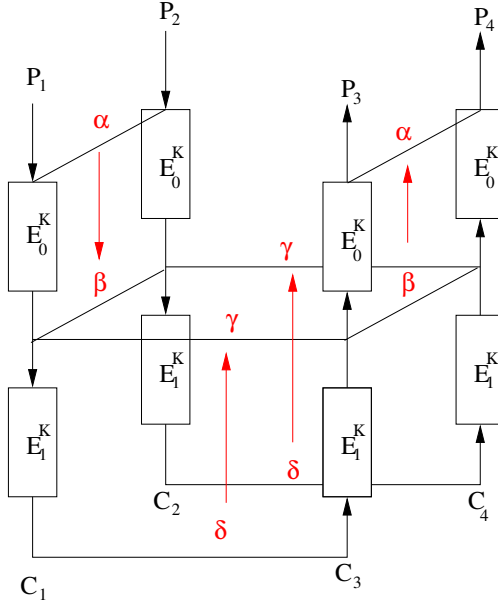 P₂ P₄
P₁ P₃
α α
E₀ᴷ E₀ᴷ
E₀ᴷ E₀ᴷ
β γ β
γ
E₁ᴷ E₁ᴷ
E₁ᴷ E₁ᴷ
δ
C₂ C₄
δ
C₁ C₃